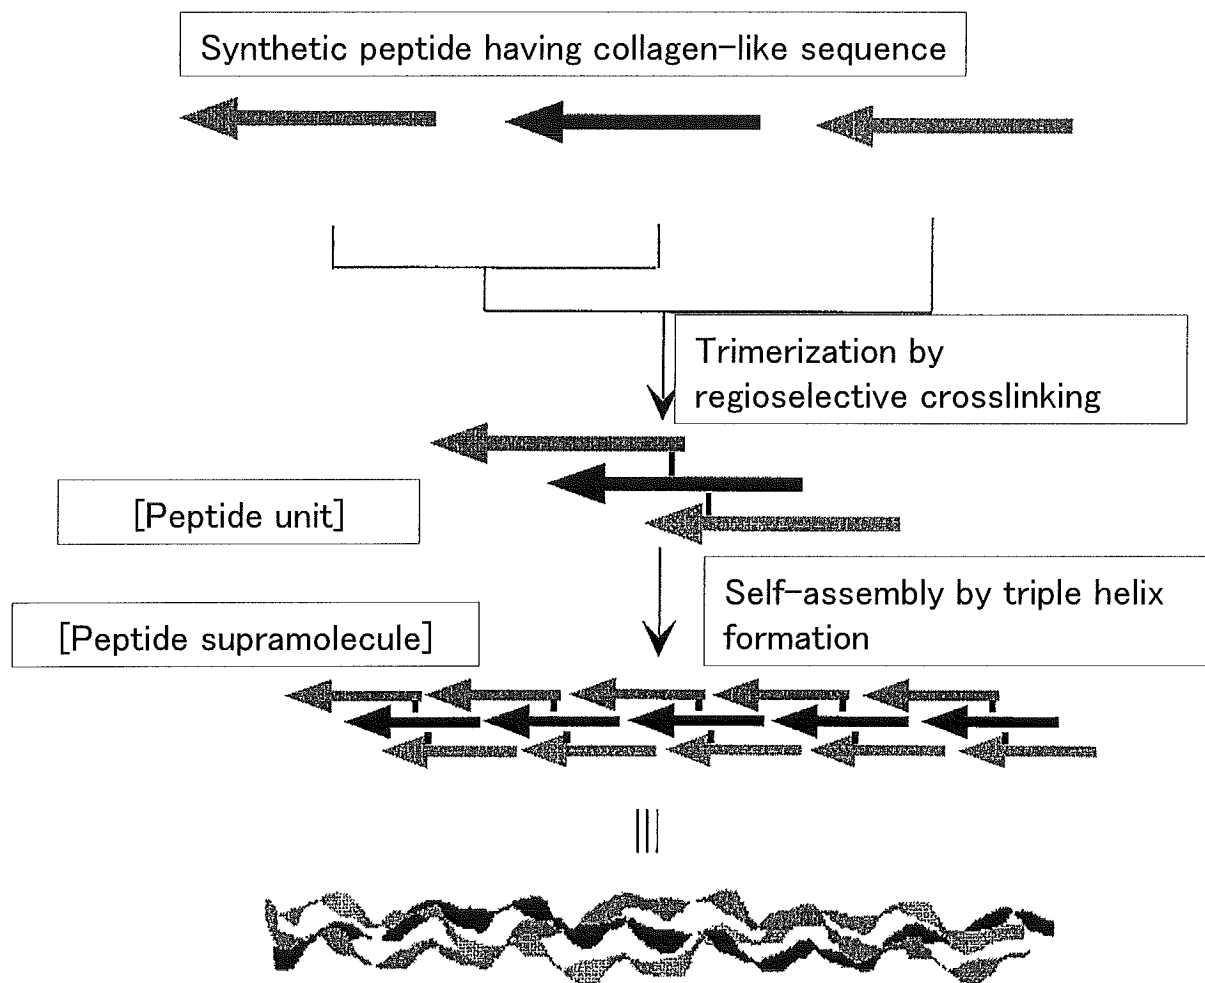 Synthetic peptide having collagen-like sequence
Trimerization by
regioselective crosslinking
[Peptide unit]
Self-assembly by triple helix
formation
[Peptide supramolecule]